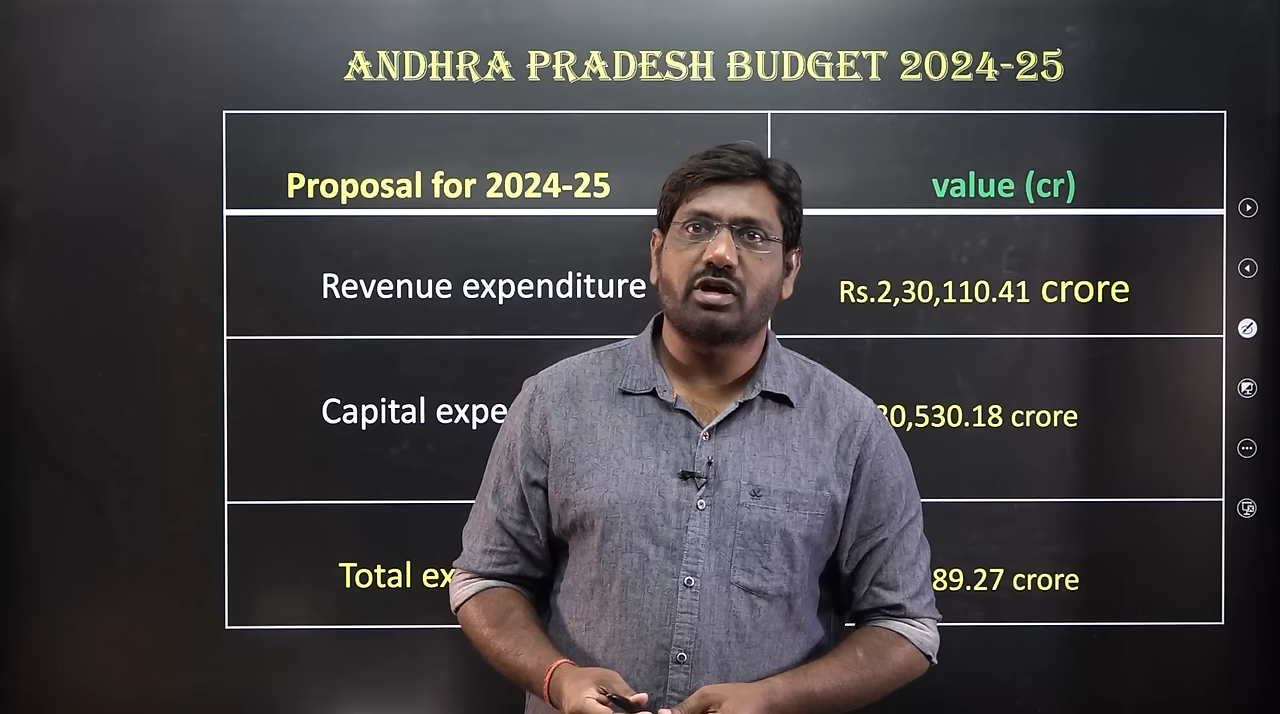 ANDHRA PRADESH BUDGET 2024-25
Proposal for 2024-25
value (cr)
Revenue expenditure
Rs.2,30,110.41 crore
Capital expe
0,530.18 crore
Total ex
89.27 crore